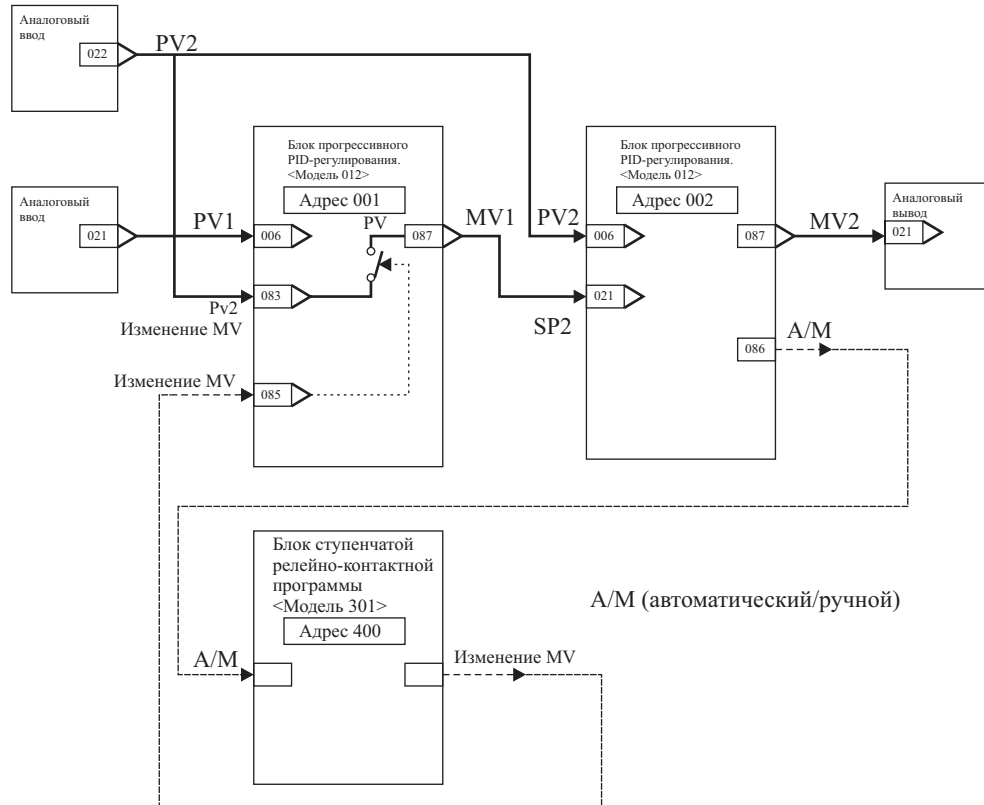 Аналоговый
ввод
022
PV2
Аналоговый
ввод
021
PV1
Блок прогрессивного
PID-регулирования.
<Модель 012>
Адрес 001
PV
006
087
MV1
083
Pv2
Изменение MV
Изменение MV
085
Блок прогрессивного
PID-регулирования.
<Модель 012>
Адрес 002
PV2
006
087
MV2
021
SP2
086
A/M
Аналоговый
вывод
021
Блок ступенчатой
релейно-контактной
программы
<Модель 301>
Адрес 400
A/M
Изменение MV
A/M (автоматический/ручной)